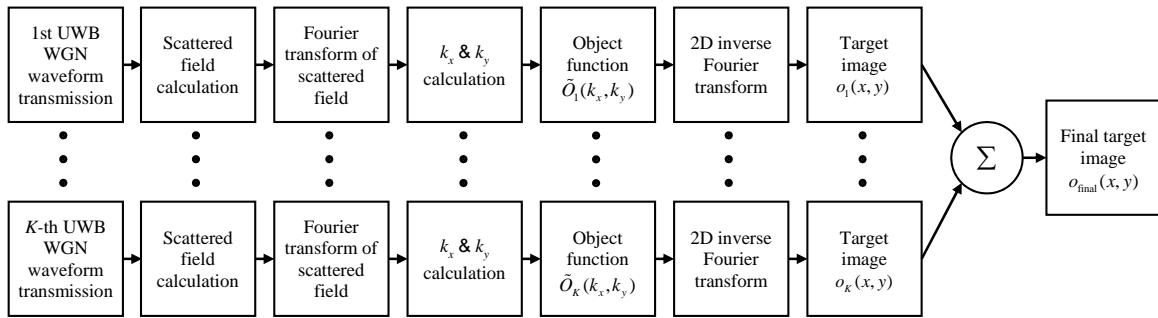 1st UWB
WGN
waveform
transmission
Scattered
field
calculation
Fourier
transform of
scattered
field
k_x & k_y
calculation
Object
function
Õ_1(k_x, k_y)
2D inverse
Fourier
transform
Target
image
o_1(x, y)
Σ
Final target
image
o_final(x, y)
K-th UWB
WGN
waveform
transmission
Scattered
field
calculation
Fourier
transform of
scattered
field
k_x & k_y
calculation
Object
function
Õ_K(k_x, k_y)
2D inverse
Fourier
transform
Target
image
o_K(x, y)